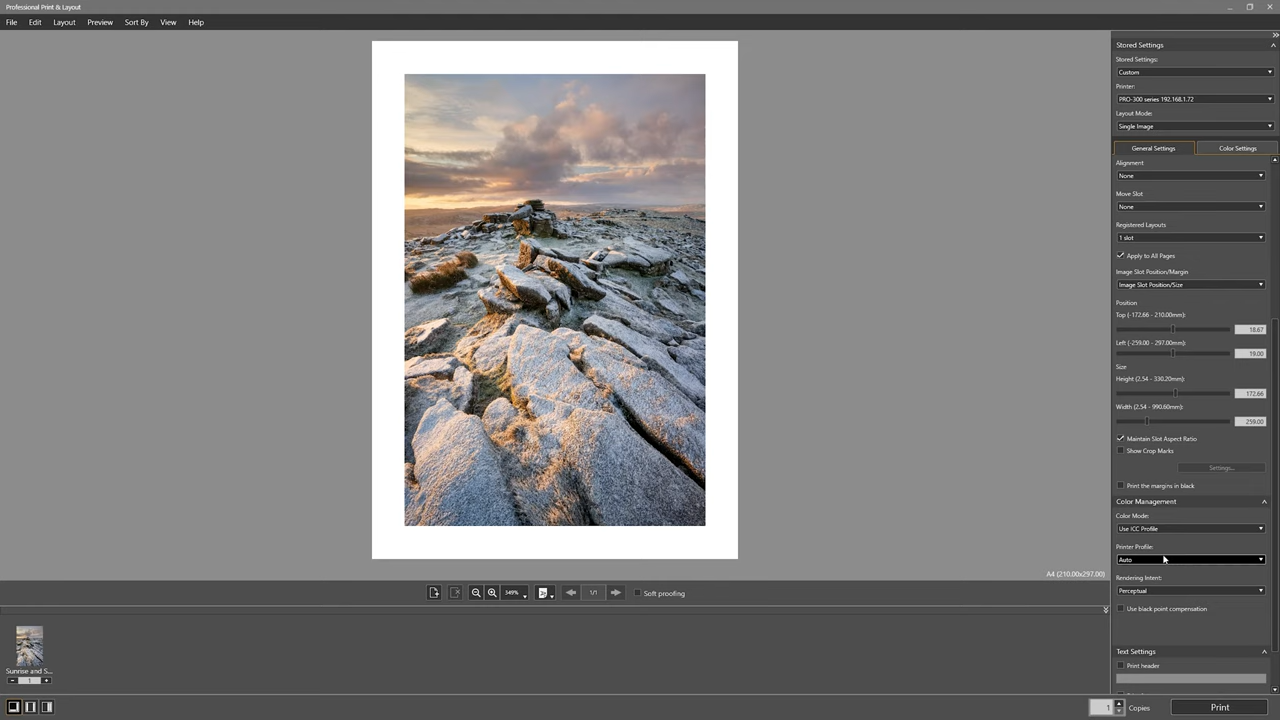 Professional Print & Layout
File Edit Layout Preview Sort By View Help
Stored Settings
Stored Settings:
Custom
Printer:
PRO-300 series 192.168.1.72
Layout Mode:
Single Image
General Settings Color Settings
Alignment
None
Move Slot
None
Registered Layouts
1 slot
Apply to All Pages
Image Slot Position/Margin
Image Slot Position/Size
Position
Top (-172.66 - 210.00mm):
18.67
Left (-259.00 - 297.00mm):
19.00
Size
Height (2.54 - 330.20mm):
172.66
Width (2.54 - 990.60mm):
259.00
Maintain Slot Aspect Ratio
Show Crop Marks
Settings...
Print the margins in black
Color Management
Color Mode:
Use ICC Profile
Printer Profile:
Auto
Rendering Intent:
Perceptual
Use black point compensation
Text Settings
Print header
A4 (210.00x297.00)
349% 1/1 Soft proofing
Sunrise and S...
- 1 +
1 Copies Print